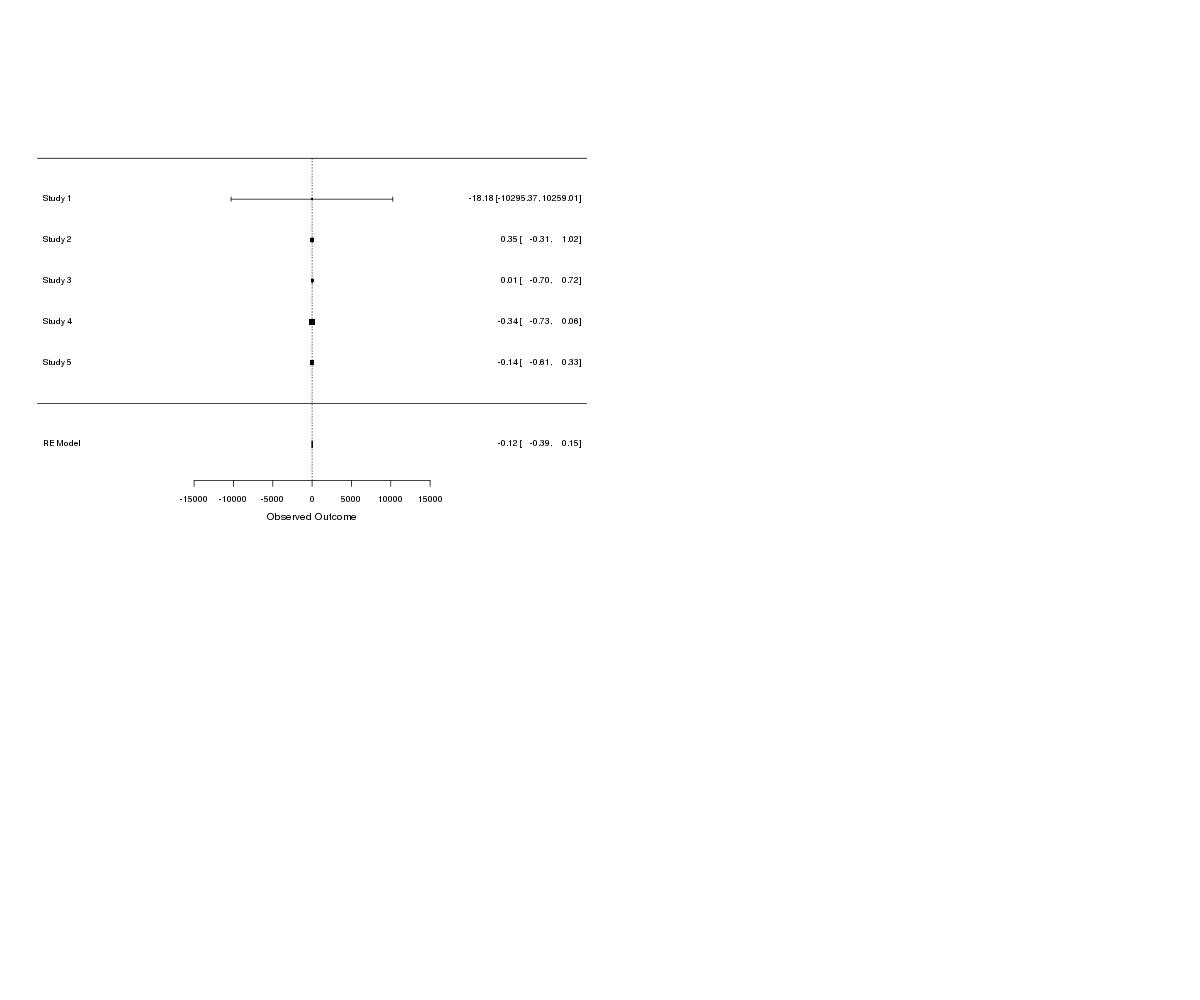 Study 1 -18.18 [-10295.37, 10259.01]
Study 2 0.35 [ -0.31, 1.02]
Study 3 0.01 [ -0.70, 0.72]
Study 4 -0.34 [ -0.73, 0.06]
Study 5 -0.14 [ -0.61, 0.33]
RE Model -0.12 [ -0.39, 0.15]
-15000 -10000 -5000 0 5000 10000 15000
Observed Outcome